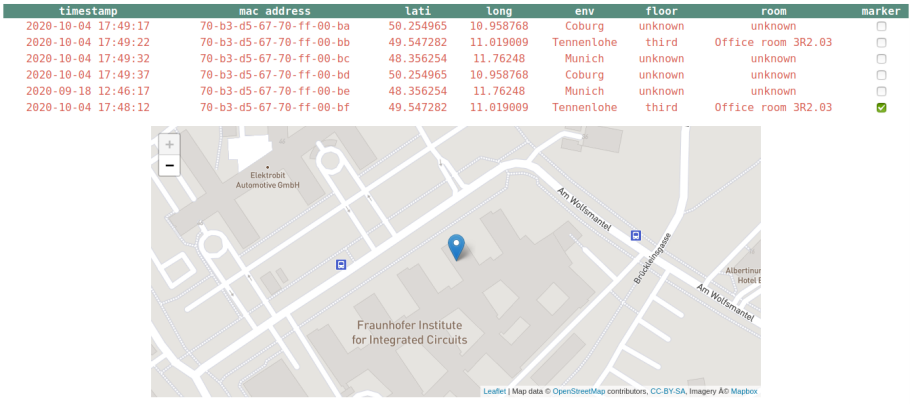 timestamp mac address lati long env floor room marker
2020-10-04 17:49:17 70-b3-d5-67-70-ff-00-ba 50.254965 10.958768 Coburg unknown unknown
2020-10-04 17:49:22 70-b3-d5-67-70-ff-00-bb 49.547282 11.019009 Tennenlohe third Office room 3R2.03
2020-10-04 17:49:32 70-b3-d5-67-70-ff-00-bc 48.356254 11.76248 Munich unknown unknown
2020-10-04 17:49:37 70-b3-d5-67-70-ff-00-bd 50.254965 10.958768 Coburg unknown unknown
2020-09-18 12:46:17 70-b3-d5-67-70-ff-00-be 48.356254 11.76248 Munich unknown unknown
2020-10-04 17:48:12 70-b3-d5-67-70-ff-00-bf 49.547282 11.019009 Tennenlohe third Office room 3R2.03
+
−
Elektrobit
Automotive GmbH
Am Wolfsmantel
Brückleinsgasse
Albertinum
Hotel E
Am Wolfsmantel
Fraunhofer Institute
for Integrated Circuits
Leaflet | Map data © OpenStreetMap contributors, CC-BY-SA, Imagery Â© Mapbox